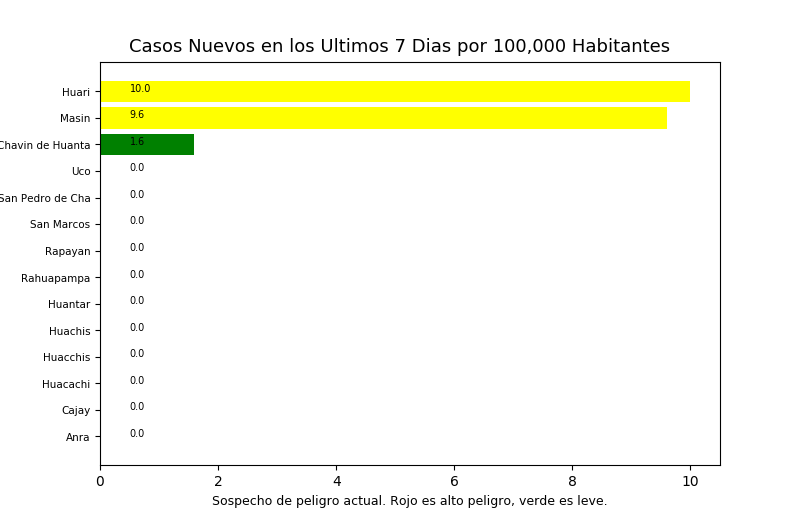 Casos Nuevos en los Ultimos 7 Dias por 100,000 Habitantes
Huari 10.0
Masin 9.6
Chavin de Huanta 1.6
Uco 0.0
San Pedro de Cha 0.0
San Marcos 0.0
Rapayan 0.0
Rahuapampa 0.0
Huantar 0.0
Huachis 0.0
Huacchis 0.0
Huacachi 0.0
Cajay 0.0
Anra 0.0
0 2 4 6 8 10
Sospecho de peligro actual. Rojo es alto peligro, verde es leve.